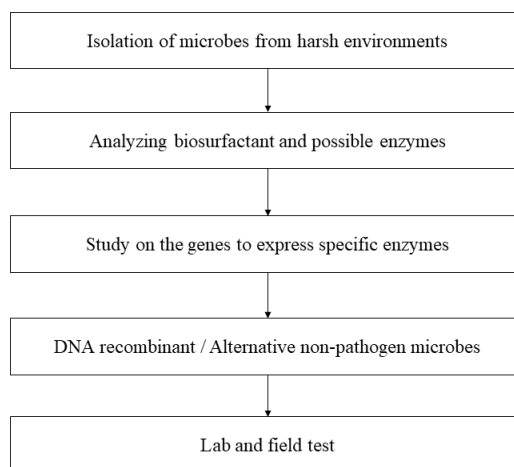 Isolation of microbes from harsh environments
Analyzing biosurfactant and possible enzymes
Study on the genes to express specific enzymes
DNA recombinant / Alternative non-pathogen microbes
Lab and field test